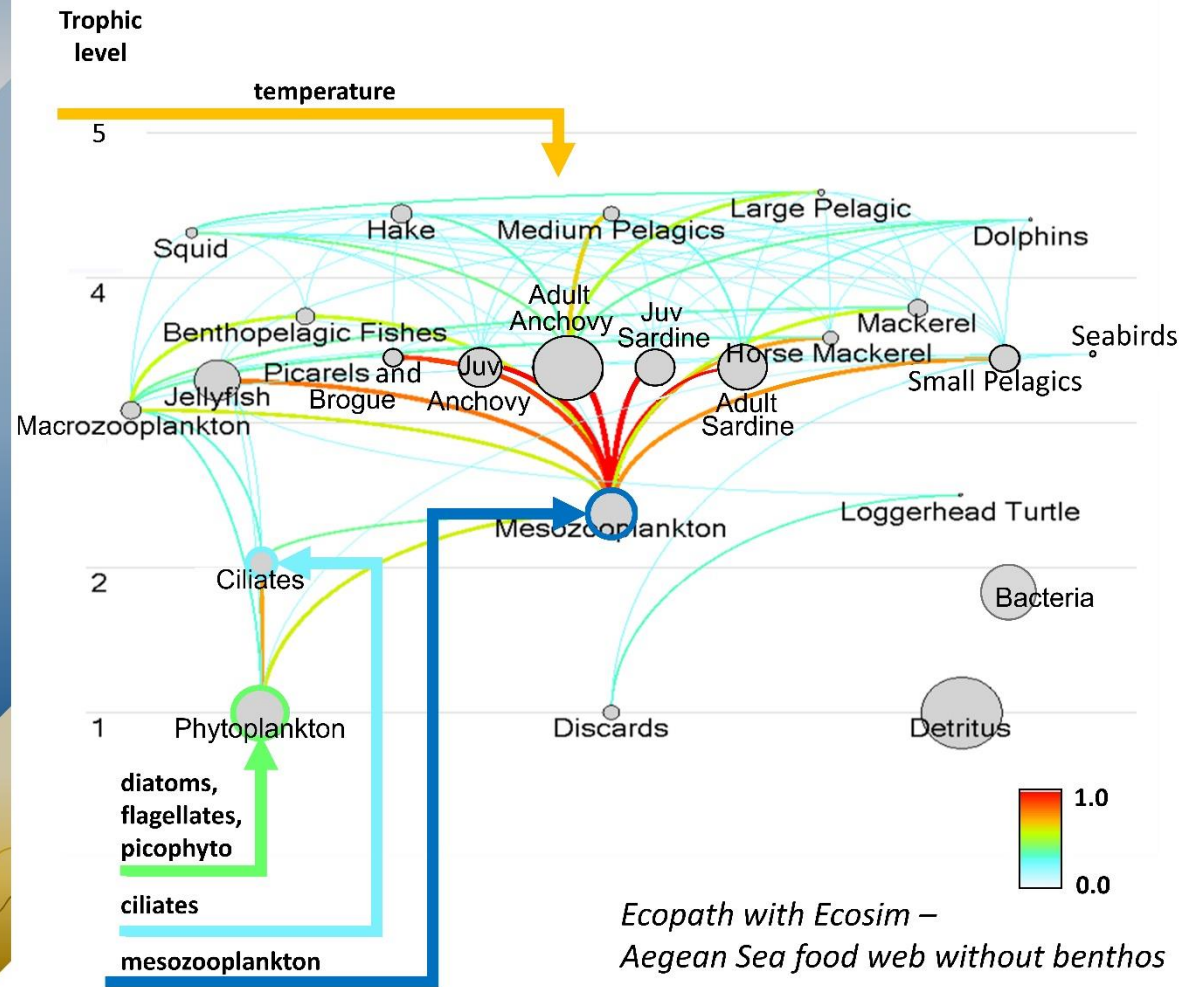 Trophic
level
temperature
5
Large Pelagic
Hake
Medium Pelagics
Squid
Dolphins
4
Adult
Anchovy
Juv
Sardine
Mackerel
Benthopelagic Fishes
Seabirds
Horse Mackerel
Picarels and
Brogue
Juv
Anchovy
Small Pelagics
Jellyfish
Adult
Sardine
Macrozooplankton
Loggerhead Turtle
Mesozooplankton
2
Ciliates
Bacteria
1
Phytoplankton
Discards
Detritus
diatoms,
flagellates,
picophyto
1.0
0.0
ciliates
mesozooplankton
Ecopath with Ecosim –
Aegean Sea food web without benthos